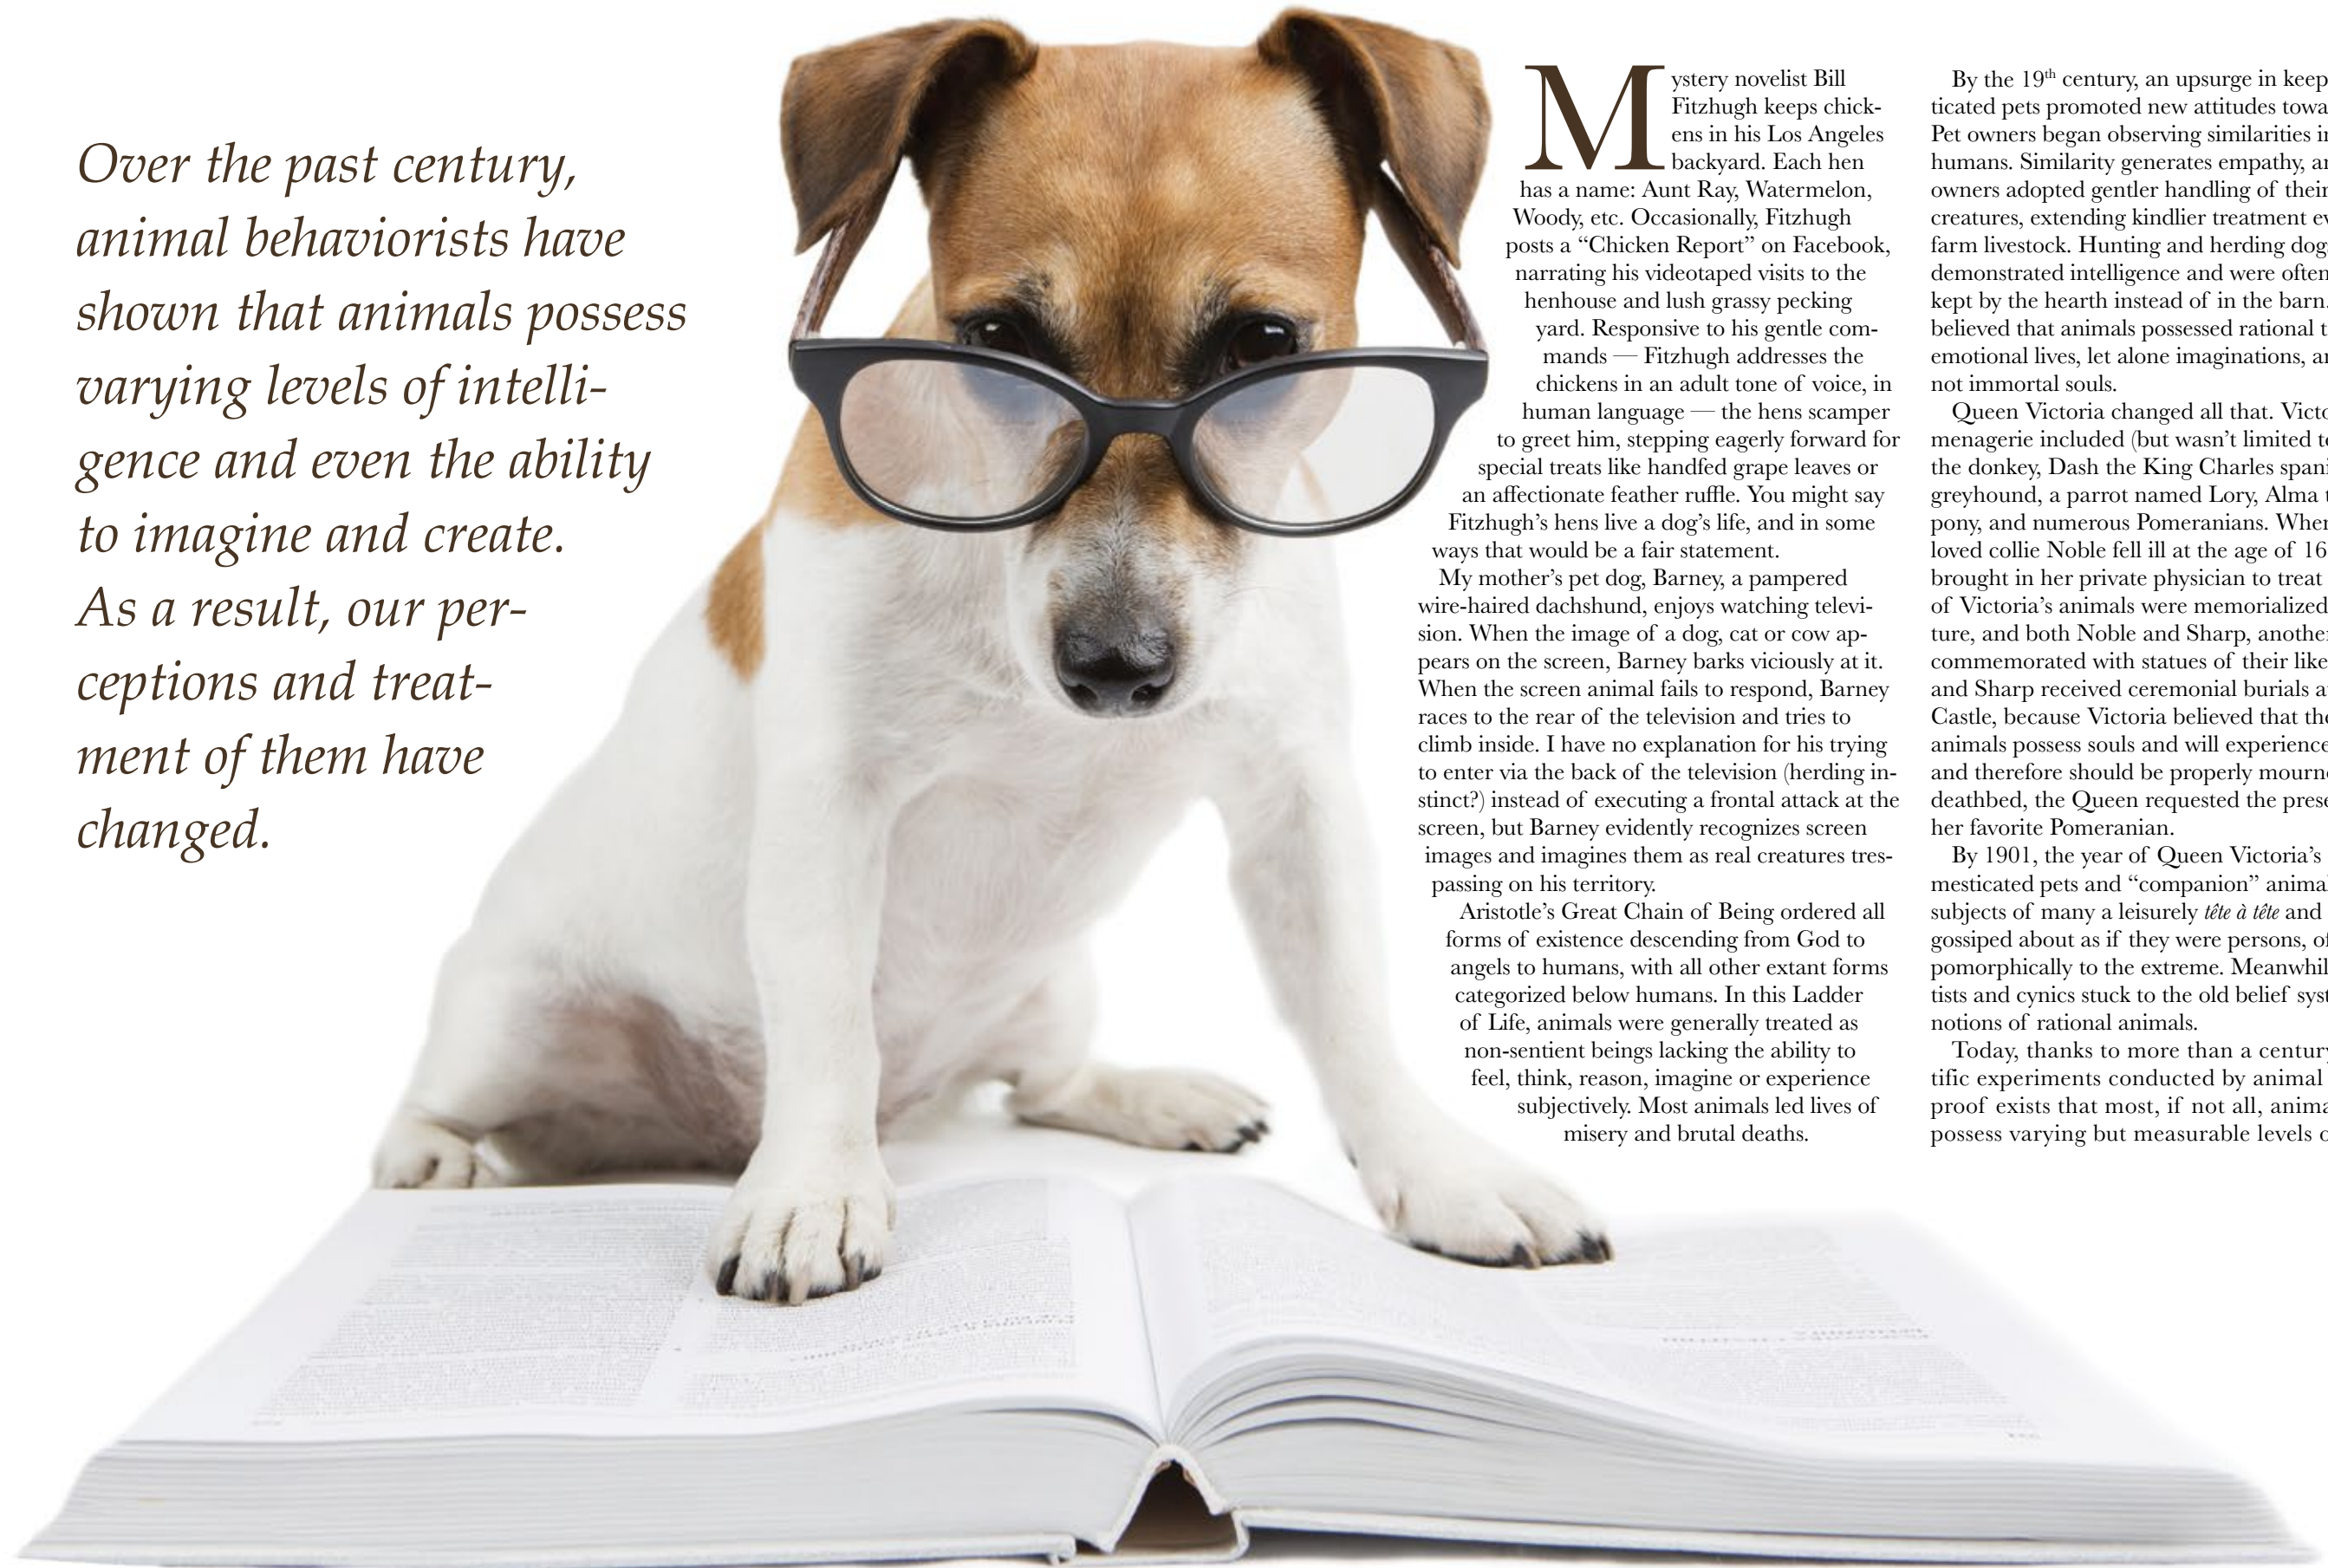 Over the past century,
animal behaviorists have
shown that animals possess
varying levels of intelli-
gence and even the ability
to imagine and create.
As a result, our per-
ceptions and treat-
ment of them have
changed.
Mystery novelist Bill
Fitzhugh keeps chick-
ens in his Los Angeles
backyard. Each hen
has a name: Aunt Ray, Watermelon,
Woody, etc. Occasionally, Fitzhugh
posts a “Chicken Report” on Facebook,
narrating his videotaped visits to the
henhouse and lush grassy pecking
yard. Responsive to his gentle com-
mands — Fitzhugh addresses the
chickens in an adult tone of voice, in
human language — the hens scamper
to greet him, stepping eagerly forward for
special treats like handfed grape leaves or
an affectionate feather ruffle. You might say
Fitzhugh’s hens live a dog’s life, and in some
ways that would be a fair statement.
My mother’s pet dog, Barney, a pampered
wire-haired dachshund, enjoys watching televi-
sion. When the image of a dog, cat or cow ap-
pears on the screen, Barney barks viciously at it.
When the screen animal fails to respond, Barney
races to the rear of the television and tries to
climb inside. I have no explanation for his trying
to enter via the back of the television (herding in-
stinct?) instead of executing a frontal attack at the
screen, but Barney evidently recognizes screen
images and imagines them as real creatures tres-
passing on his territory.
Aristotle’s Great Chain of Being ordered all
forms of existence descending from God to
angels to humans, with all other extant forms
categorized below humans. In this Ladder
of Life, animals were generally treated as
non-sentient beings lacking the ability to
feel, think, reason, imagine or experience
subjectively. Most animals led lives of
misery and brutal deaths.
By the 19th century, an upsurge in keep
ticated pets promoted new attitudes towa
Pet owners began observing similarities i
humans. Similarity generates empathy, a
owners adopted gentler handling of their
creatures, extending kindlier treatment ev
farm livestock. Hunting and herding dog
demonstrated intelligence and were often
kept by the hearth instead of in the barn.
believed that animals possessed rational t
emotional lives, let alone imaginations, a
not immortal souls.
Queen Victoria changed all that. Victo
menagerie included (but wasn’t limited t
the donkey, Dash the King Charles spani
greyhound, a parrot named Lory, Alma t
pony, and numerous Pomeranians. When
loved collie Noble fell ill at the age of 16
brought in her private physician to treat
of Victoria’s animals were memorialized
ture, and both Noble and Sharp, another
commemorated with statues of their like
and Sharp received ceremonial burials a
Castle, because Victoria believed that the
animals possess souls and will experience
and therefore should be properly mourn
deathbed, the Queen requested the prese
her favorite Pomeranian.
By 1901, the year of Queen Victoria’s
mesticated pets and “companion” anima
subjects of many a leisurely tête à tête and
gossiped about as if they were persons, o
pomorphically to the extreme. Meanwhil
tists and cynics stuck to the old belief syst
notions of rational animals.
Today, thanks to more than a century
tific experiments conducted by animal
proof exists that most, if not all, anima
possess varying but measurable levels o